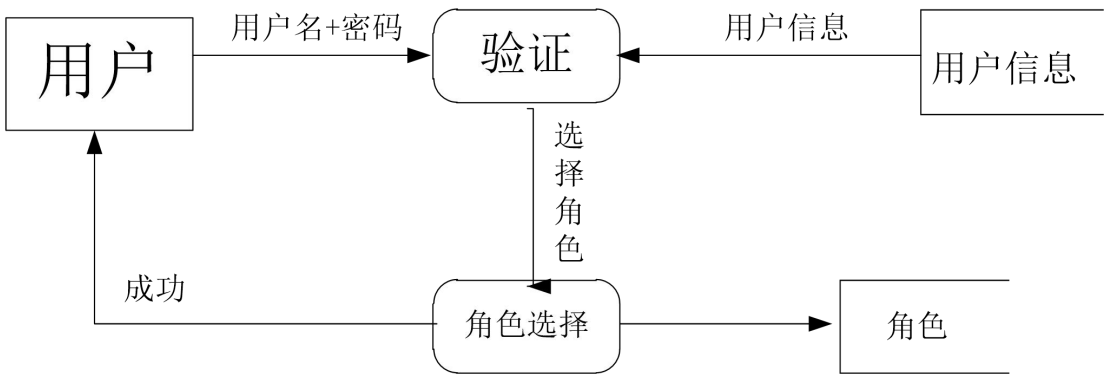 用户
用户名+密码
验证
用户信息
用户信息
选择角色
成功
角色选择
角色